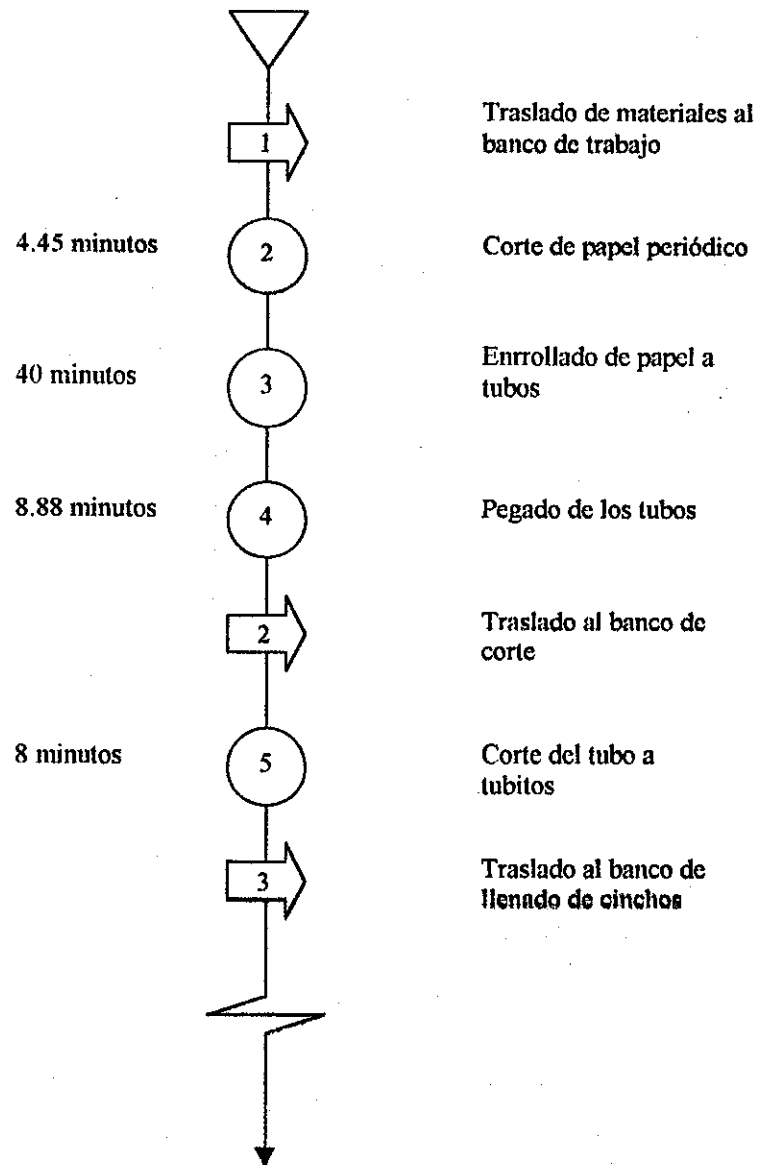 1
Traslado de materiales al
banco de trabajo
4.45 minutos
2
Corte de papel periódico
40 minutos
3
Enrrollado de papel a
tubos
8.88 minutos
4
Pegado de los tubos
2
Traslado al banco de
corte
8 minutos
5
Corte del tubo a
tubitos
3
Traslado al banco de
llenado de cinchos